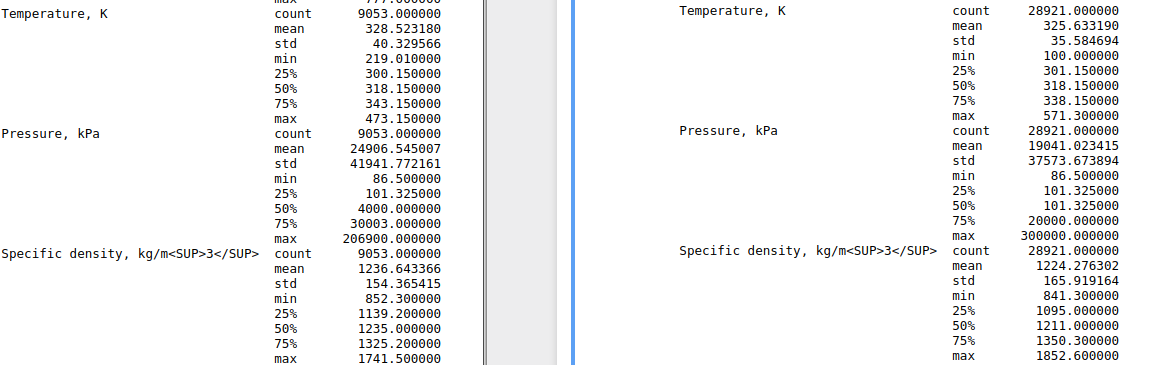 max 777.000000
Temperature, K count 9053.000000
mean 328.523180
std 40.329566
min 219.010000
25% 300.150000
50% 318.150000
75% 343.150000
max 473.150000
Pressure, kPa count 9053.000000
mean 24906.545007
std 41941.772161
min 86.500000
25% 101.325000
50% 4000.000000
75% 30003.000000
max 206900.000000
Specific density, kg/m<SUP>3</SUP> count 9053.000000
mean 1236.643366
std 154.365415
min 852.300000
25% 1139.200000
50% 1235.000000
75% 1325.200000
max 1741.500000
Temperature, K count 28921.000000
mean 325.633190
std 35.584694
min 100.000000
25% 301.150000
50% 318.150000
75% 338.150000
max 571.300000
Pressure, kPa count 28921.000000
mean 19041.023415
std 37573.673894
min 86.500000
25% 101.325000
50% 101.325000
75% 20000.000000
max 300000.000000
Specific density, kg/m<SUP>3</SUP> count 28921.000000
mean 1224.276302
std 165.919164
min 841.300000
25% 1095.000000
50% 1211.000000
75% 1350.300000
max 1852.600000